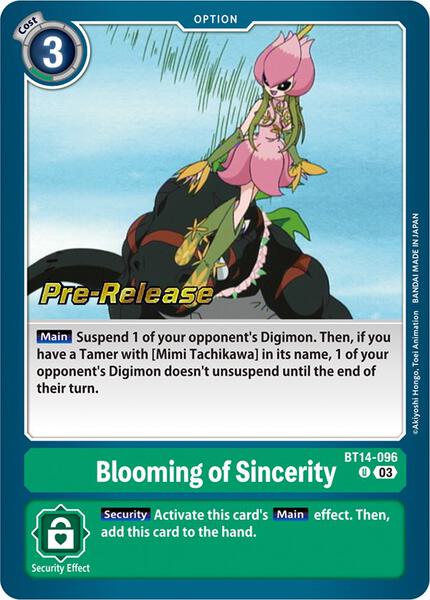 OPTION
Cost
3
Pre-Release
Main Suspend 1 of your opponent's Digimon. Then, if you
have a Tamer with [Mimi Tachikawa] in its name, 1 of your
opponent's Digimon doesn't unsuspend until the end of
their turn.
©Akiyoshi Hongo, Toei Animation BANDAI MADE IN JAPAN
BT14-096
Blooming of Sincerity U 03
Security Activate this card's Main effect. Then,
add this card to the hand.
Security Effect